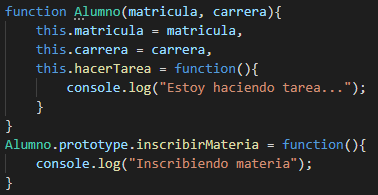 function Alumno(matricula, carrera){
    this.matricula = matricula,
    this.carrera = carrera,
    this.hacerTarea = function(){
        console.log("Estoy haciendo tarea...");
    }
}
Alumno.prototype.inscribirMateria = function(){
    console.log("Inscribiendo materia");
}